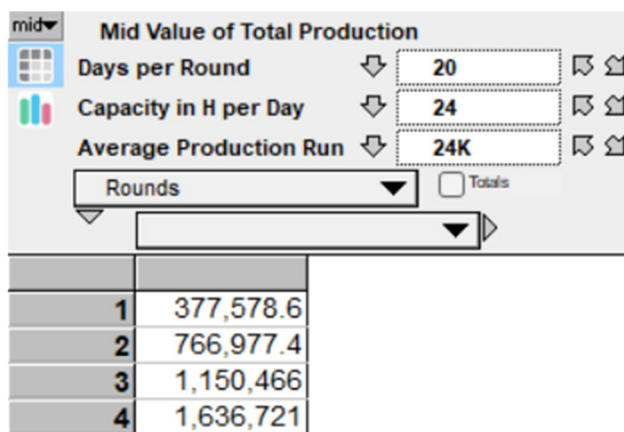 mid
Mid Value of Total Production
Days per Round 20
Capacity in H per Day 24
Average Production Run 24K
Rounds Totals
1 377,578.6
2 766,977.4
3 1,150,466
4 1,636,721